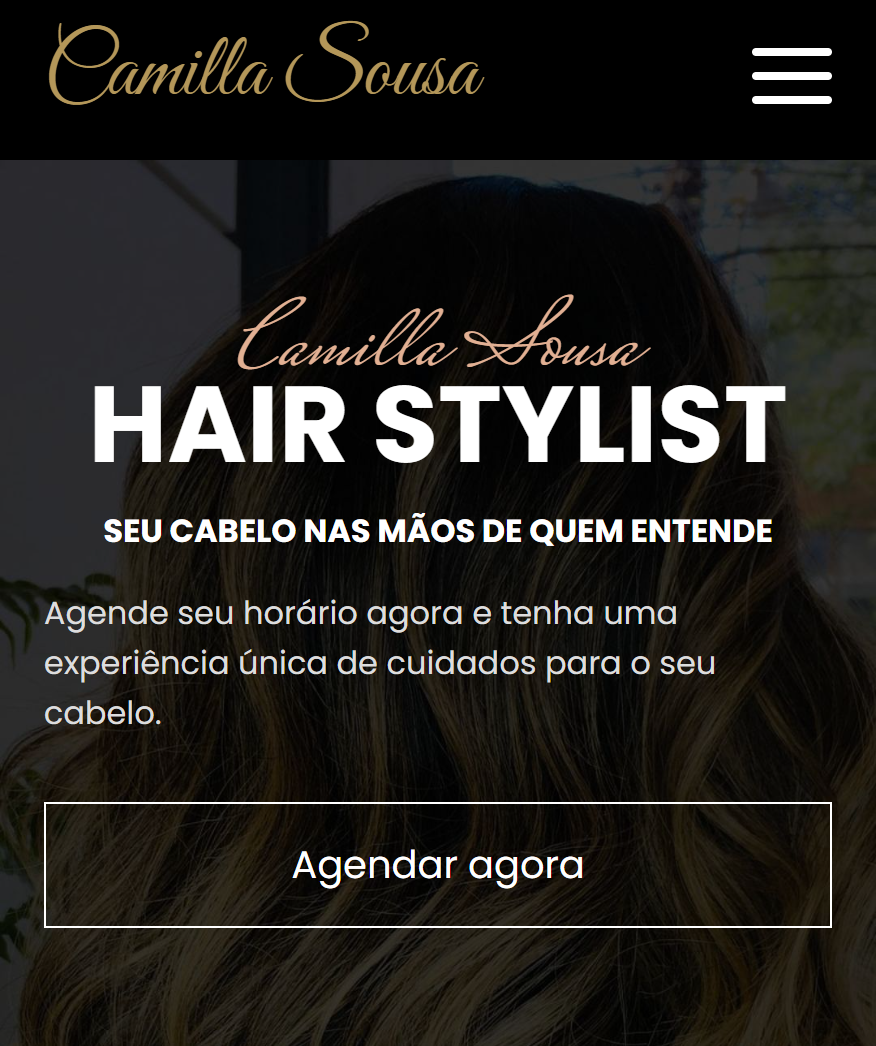 Camilla Sousa
Camilla Sousa
HAIR STYLIST
SEU CABELO NAS MÃOS DE QUEM ENTENDE
Agende seu horário agora e tenha uma
experiência única de cuidados para o seu
cabelo.
Agendar agora